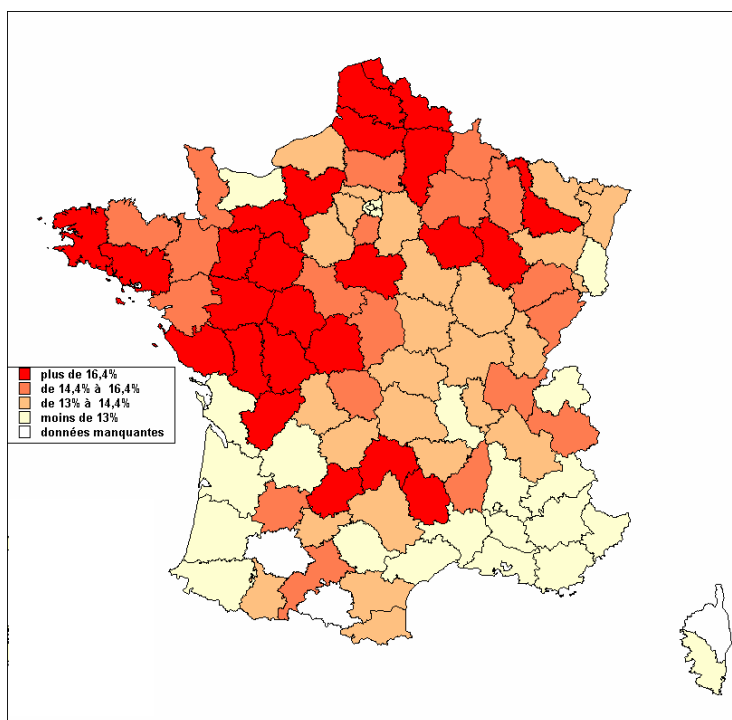 plus de 16,4%
de 14,4% à 16,4%
de 13% à 14,4%
moins de 13%
données manquantes